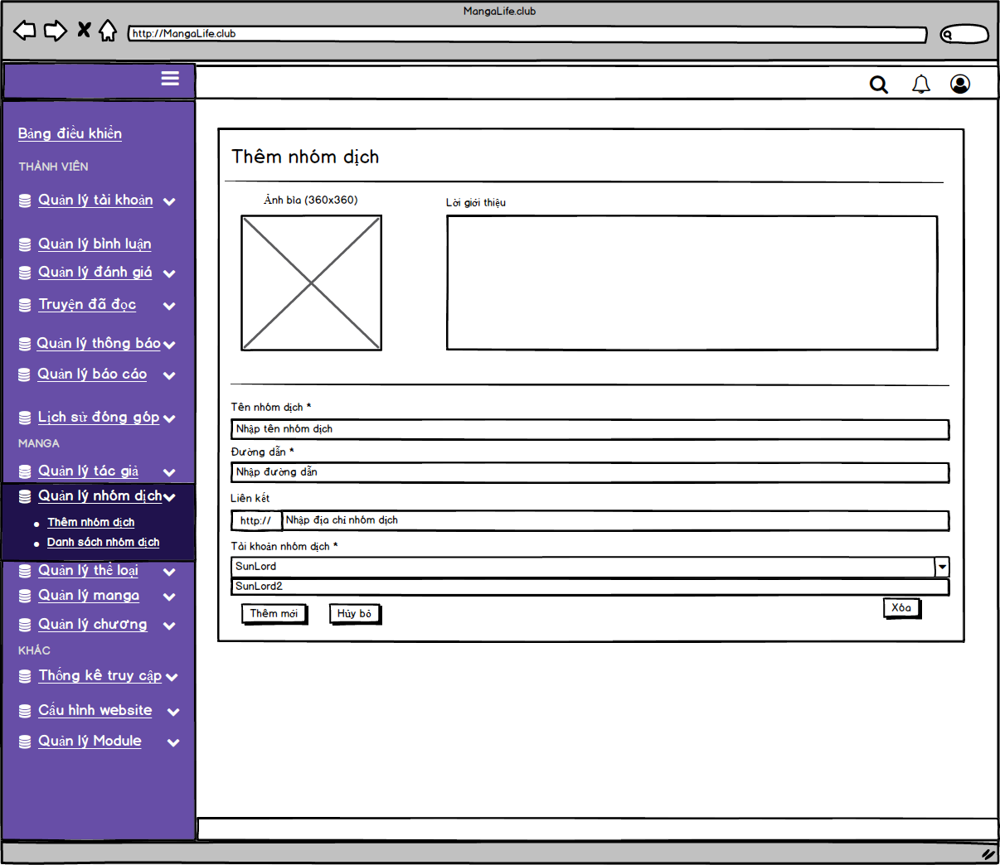 MangaLife.club
http://MangaLife.club
Bảng điều khiển
THÀNH VIÊN
Quản lý tài khoản
Quản lý bình luận
Quản lý đánh giá
Truyện đã đọc
Quản lý thông báo
Quản lý báo cáo
Lịch sử đóng góp
MANGA
Quản lý tác giả
Quản lý nhóm dịch
Thêm nhóm dịch
Danh sách nhóm dịch
Quản lý thể loại
Quản lý manga
Quản lý chương
KHÁC
Thống kê truy cập
Cấu hình website
Quản lý Module
Thêm nhóm dịch
Ảnh bìa (360x360)
Lời giới thiệu
Tên nhóm dịch *
Nhập tên nhóm dịch
Đường dẫn *
Nhập đường dẫn
Liên kết
http:// Nhập địa chỉ nhóm dịch
Tài khoản nhóm dịch *
SunLord
SunLord2
Thêm mới Hủy bỏ Xóa